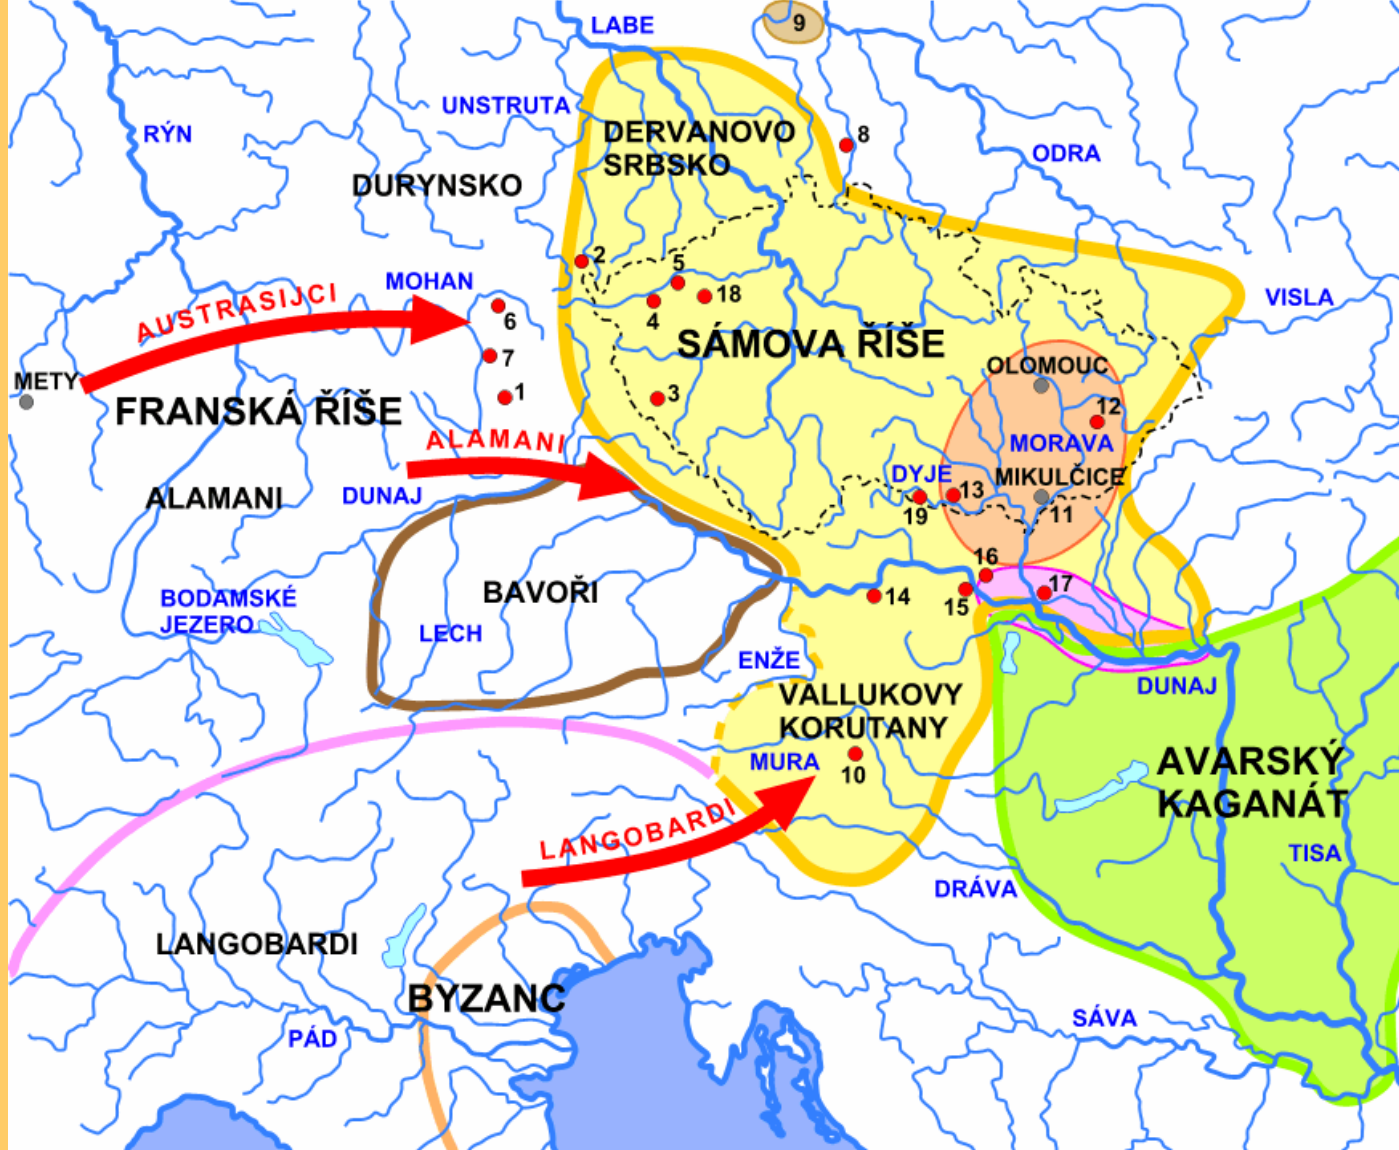 LABE
9
UNSTRUTA
RÝN
DERVANOVO
SRBSKO
8
ODRA
DURYNSKO
2
MOHAN
5
18
VISLA
AUSTRASIJCI
6
4
SÁMOVA ŘÍŠE
7
OLOMOUC
METY
1
3
12
FRANSKÁ ŘÍŠE
ALAMANI
MORAVA
DYJE
MIKULČICE
ALAMANI
DUNAJ
13
19
11
16
BAVOŘI
14
15
17
BODAMSKÉ
JEZERO
LECH
ENŽE
DUNAJ
VALLUKOVY
KORUTANY
MURA
10
AVARSKÝ
KAGANÁT
LANGOBARDI
TISA
DRÁVA
LANGOBARDI
BYZANC
SÁVA
PÁD